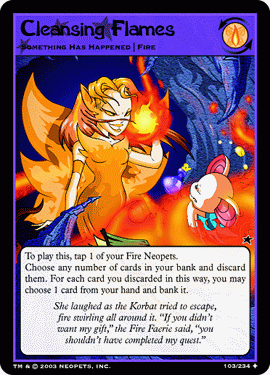 Cleansing Flames
Something Has Happened | Fire
To play this, tap 1 of your Fire Neopets.
Choose any number of cards in your bank and discard
them. For each card you discarded in this way, you may
choose 1 card from your hand and bank it.
She laughed as the Korbat tried to escape,
fire swirling all around it. “If you didn't
want my gift,” the Fire Faerie said, “you
shouldn't have completed my quest.”
TM & © 2003 NEOPETS, INC.
103/234 ♦